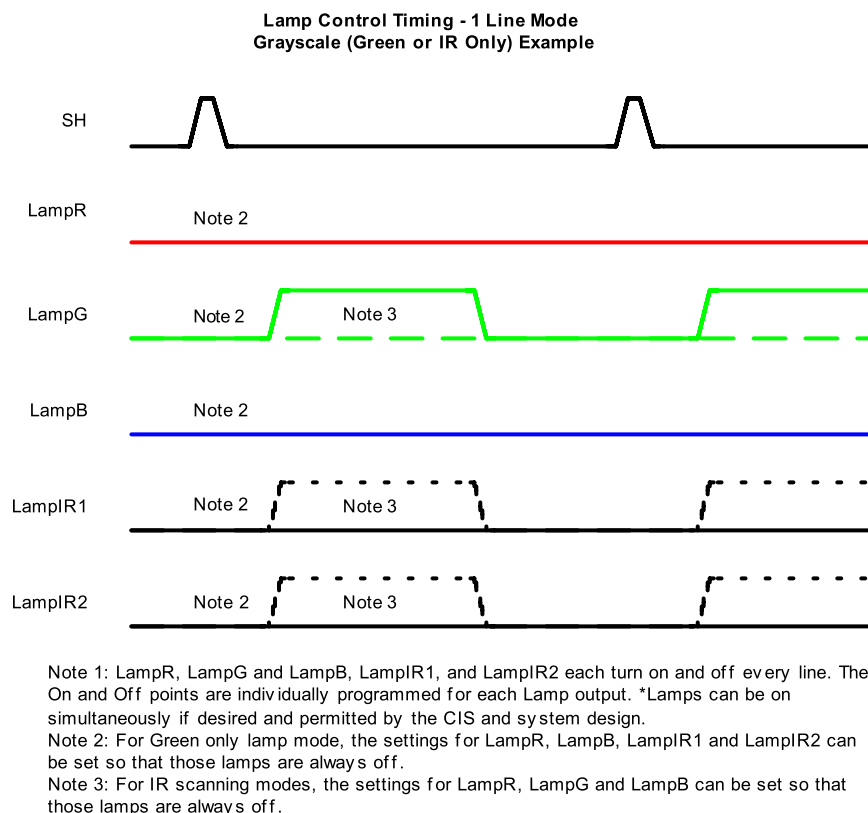 Lamp Control Timing - 1 Line Mode
Grayscale (Green or IR Only) Example
SH
LampR
Note 2
LampG
Note 2
Note 3
LampB
Note 2
LampIR1
Note 2
Note 3
LampIR2
Note 2
Note 3
Note 1: LampR, LampG and LampB, LampIR1, and LampIR2 each turn on and off every line. The
On and Off points are individually programmed for each Lamp output. *Lamps can be on
simultaneously if desired and permitted by the CIS and system design.
Note 2: For Green only lamp mode, the settings for LampR, LampB, LampIR1 and LampIR2 can
be set so that those lamps are always off.
Note 3: For IR scanning modes, the settings for LampR, LampG and LampB can be set so that
those lamps are always off.